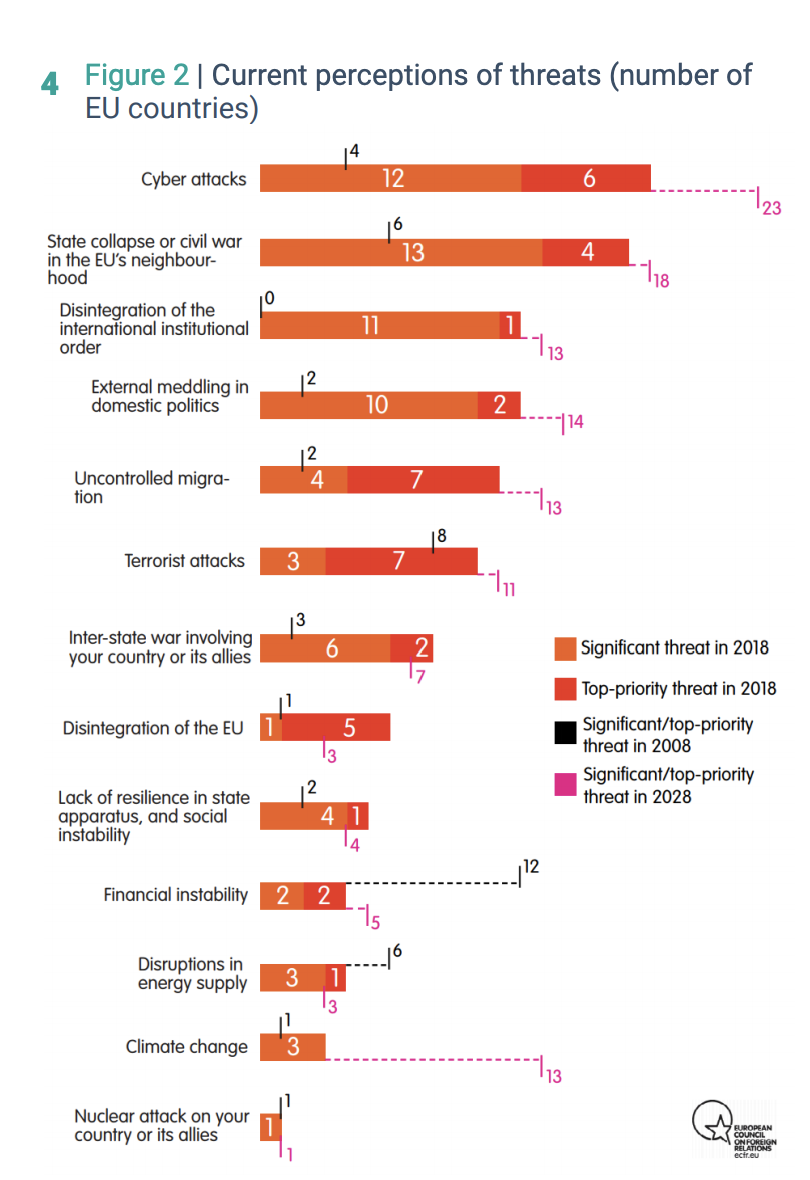 4 Figure 2 | Current perceptions of threats (number of
EU countries)
4
Cyber attacks 12 6
23
6
State collapse or civil war
in the EU's neighbour-
hood
13 4
18
0
Disintegration of the
international institutional
order
11 1
13
2
External meddling in
domestic politics
10 2
14
2
Uncontrolled migra-
tion
4 7
13
8
Terrorist attacks 3 7
11
3
Inter-state war involving
your country or its allies
6 2
7
1
Disintegration of the EU 1 5
3
2
Lack of resilience in state
apparatus, and social
instability
4 1
4
12
Financial instability 2 2
5
6
Disruptions in
energy supply
3 1
3
1
Climate change 3
13
1
Nuclear attack on your
country or its allies
1
1
Significant threat in 2018
Top-priority threat in 2018
Significant/top-priority
threat in 2008
Significant/top-priority
threat in 2028
EUROPEAN
COUNCIL
ON FOREIGN
RELATIONS
ecfr.eu